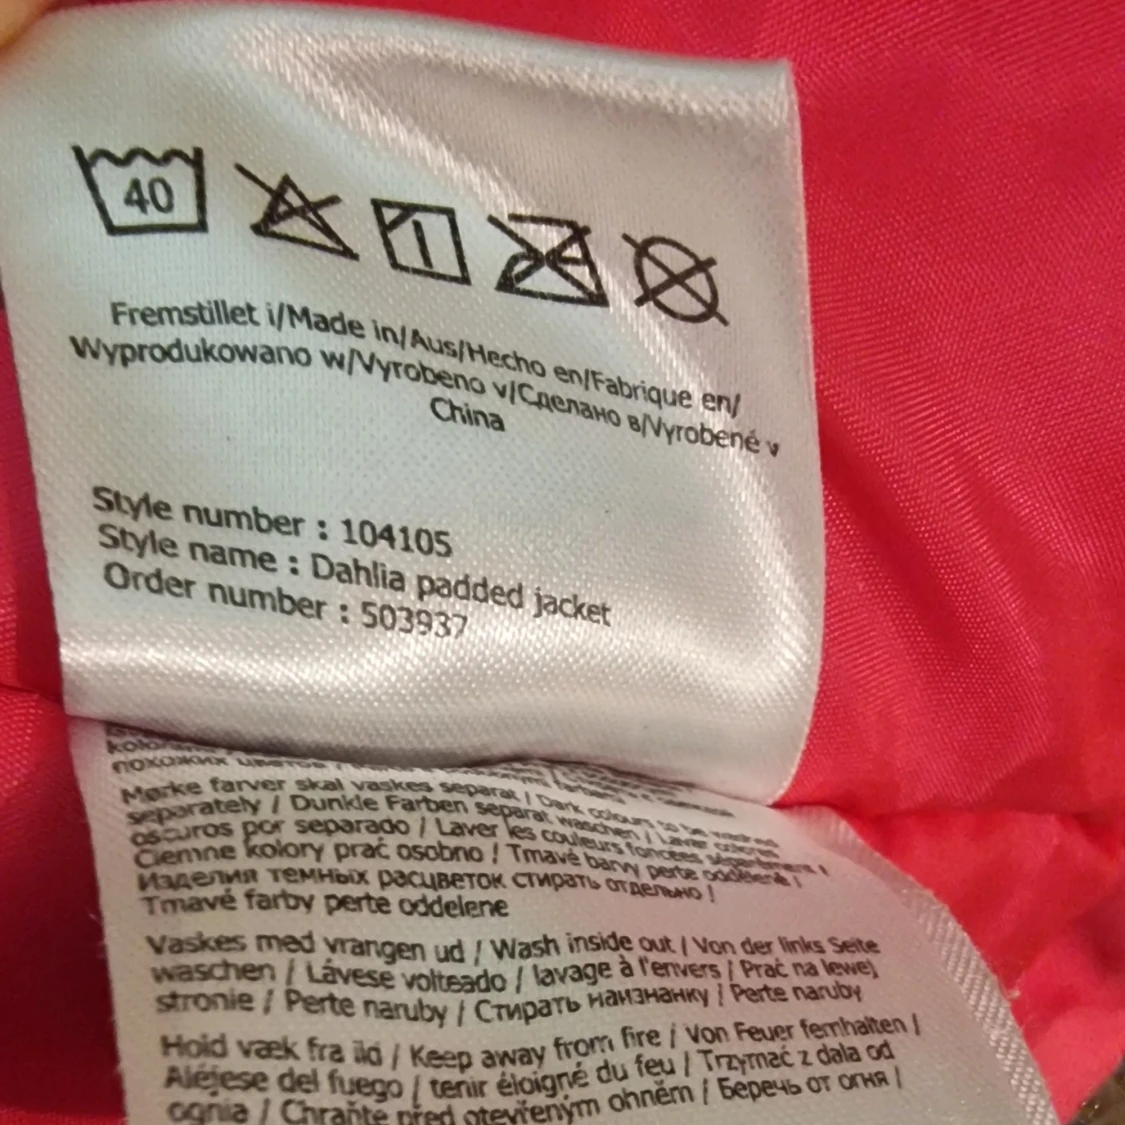 40
Fremstillet i/Made in/Aus/Hecho en/Fabrique en/
Wyprodukowano w/Vyrobeno v/Сделано в/Vyrobené v
China
Style number : 104105
Style name : Dahlia padded jacket
Order number : 503937
похожих
Mørke farver skal vaskes separat / Dark colours to be washed
separately / Dunkle Farben separat waschen / Lavar colores
oscuros por separado / Laver les couleurs foncées séparément /
Ciemne kolory prać osobno / Tmavé barvy perte odděleně /
Изделия темных расцветок стирать отдельно /
Tmavé farby perte oddelene
Vaskes med vrangen ud / Wash inside out / Von der links Seite
waschen / Lávese volteado / lavage à l'envers / Prać na lewej
stronie / Perte naruby / Стирать наизнанку / Perte naruby
Hold væk fra ild / Keep away from fire / Von Feuer fernhalten /
Aléjese del fuego / tenir éloigné du feu / Trzymać z dala od
ognia / Chraňte před otevřeným ohněm / Беречь от огня /